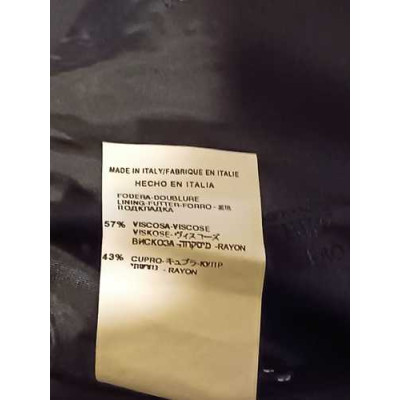 MADE IN ITALY/FABRIQUE EN ITALIE
HECHO EN ITALIA
FODERA-DOUBLURE
LINING-FUTTER-FORRO-裏地
ПОДКЛАДКА
57% VISCOSA-VISCOSE
VISKOSE-ヴィスコーズ
ВИСКОЗА-ויסקוזה-RAYON
43% CUPRO-キュプラ-КУПР
-RAYON